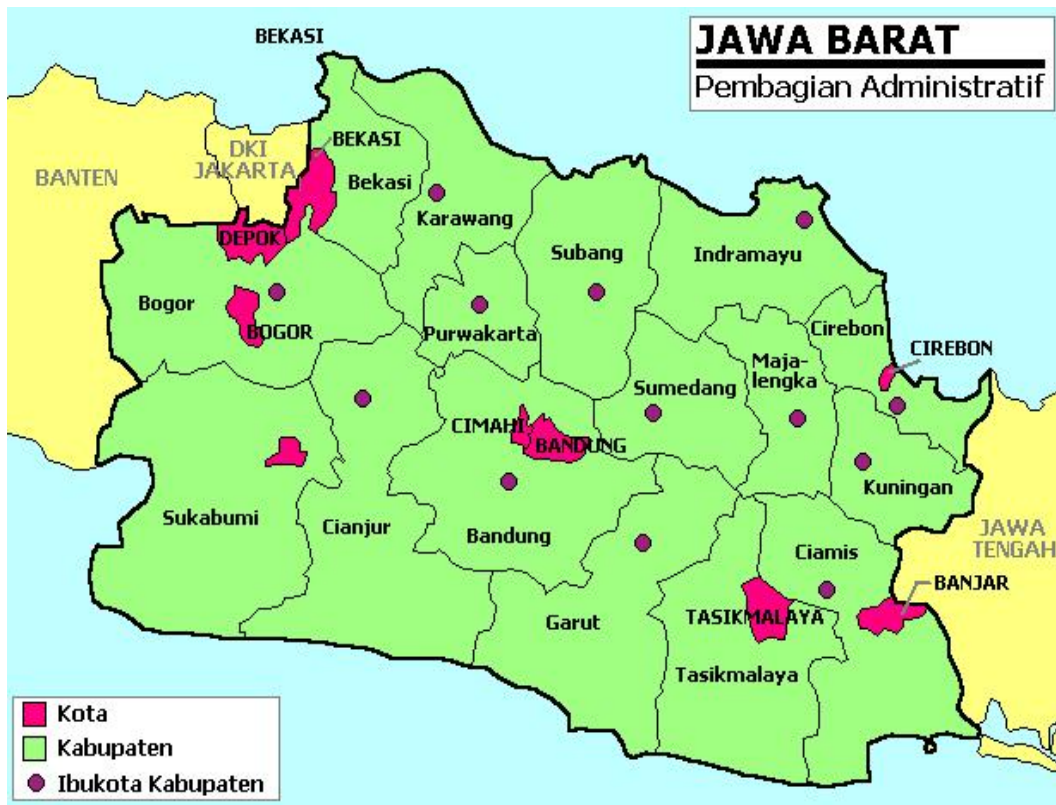 BEKASI
JAWA BARAT
Pembagian Administratif
BEKASI
DKI
JAKARTA
BANTEN
Bekasi
Karawang
DEPOK
Subang
Indramayu
Bogor
BOGOR
Purwakarta
Cirebon
CIREBON
Maja-
lengka
Sumedang
CIMAHI
BANDUNG
Kuningan
Sukabumi
Cianjur
Bandung
Ciamis
JAWA
TENGAH
BANJAR
Garut
TASIKMALAYA
Tasikmalaya
Kota
Kabupaten
Ibukota Kabupaten